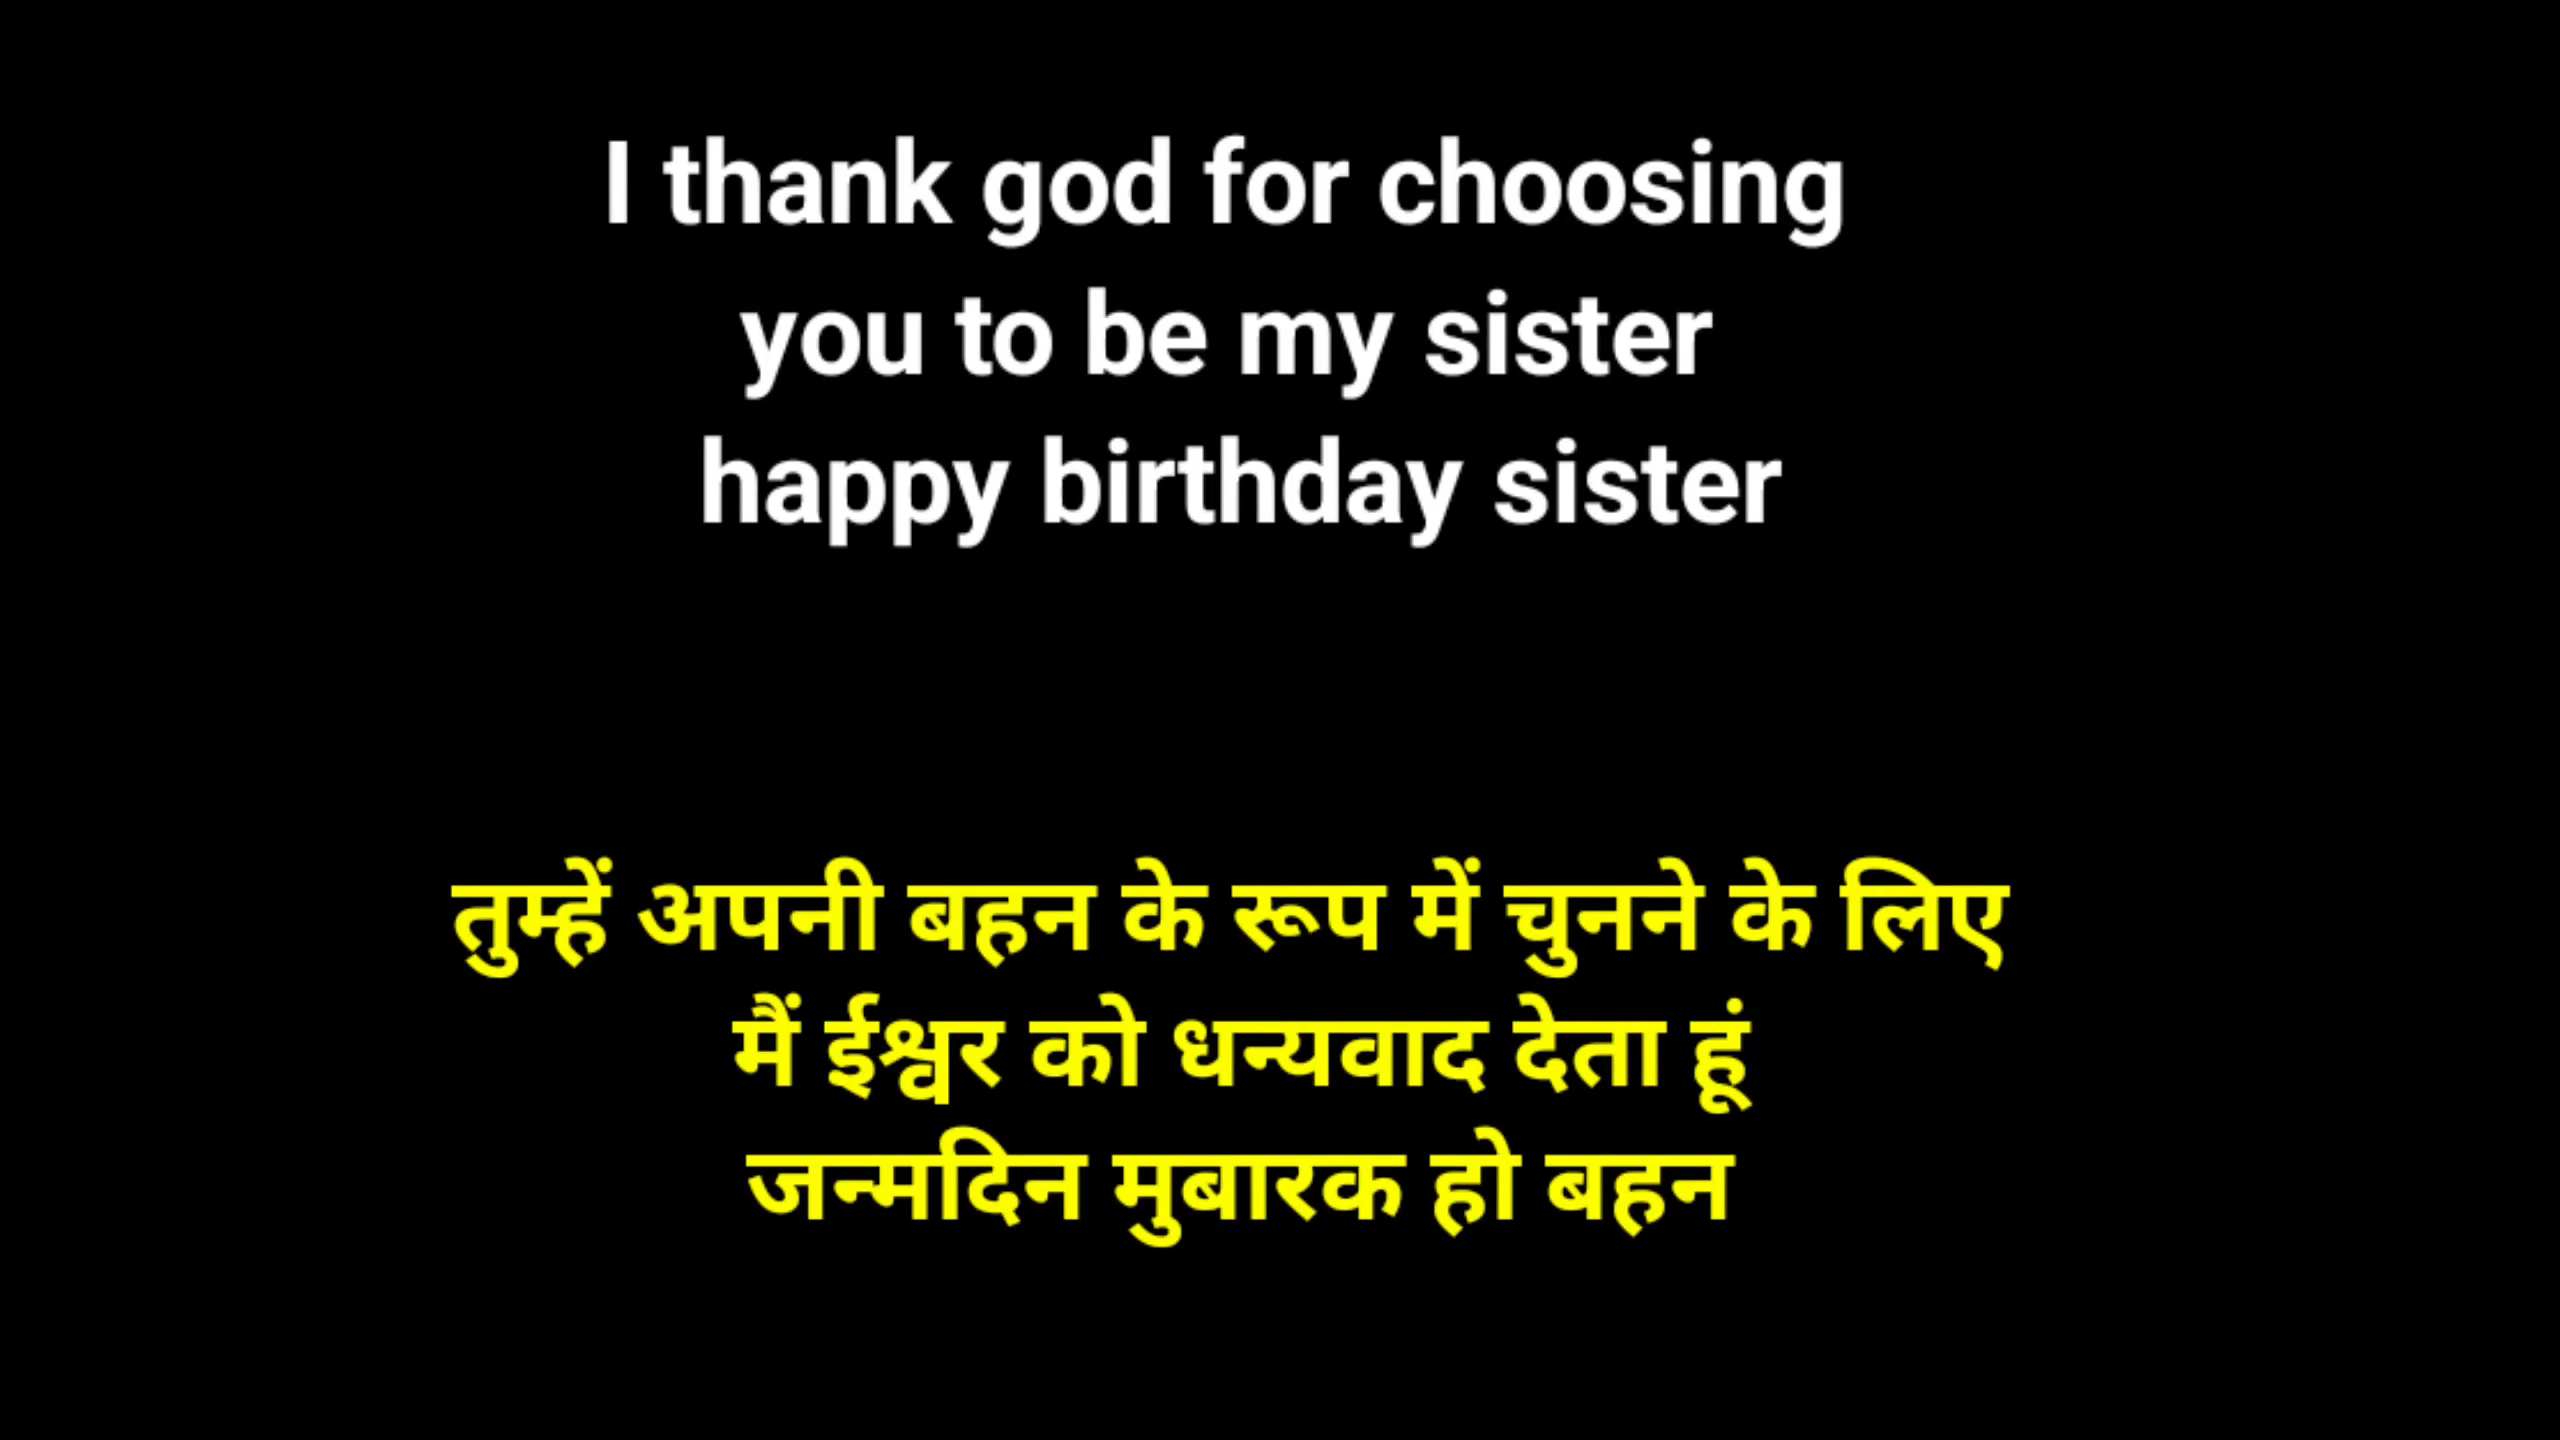 I thank god for choosing
you to be my sister
happy birthday sister
तुम्हें अपनी बहन के रूप में चुनने के लिए
मैं ईश्वर को धन्यवाद देता हूं
जन्मदिन मुबारक हो बहन